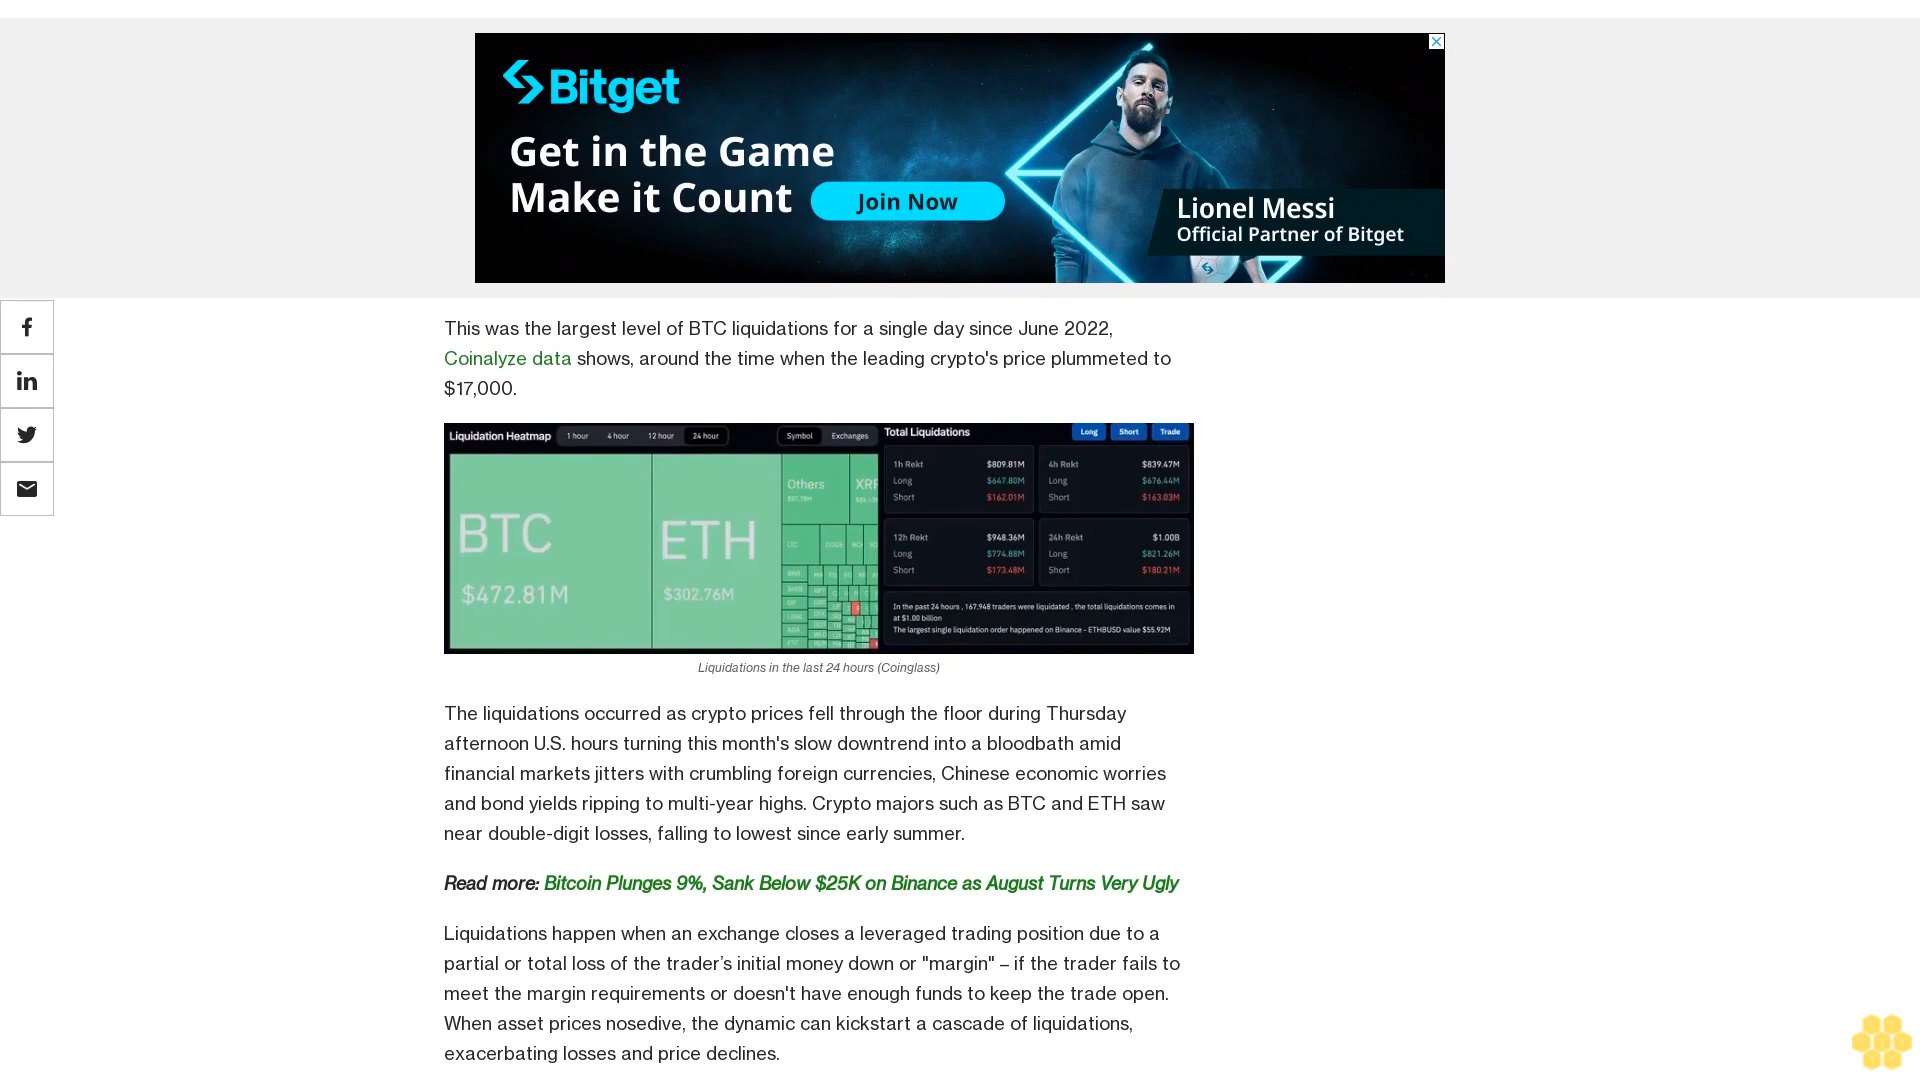 Bitget
Get in the Game
Make it Count
Join Now
Lionel Messi
Official Partner of Bitget
This was the largest level of BTC liquidations for a single day since June 2022,
Coinalyze data shows, around the time when the leading crypto's price plummeted to
$17,000.
Liquidation Heatmap 1 hour 4 hour 12 hour 24 hour Symbol Exchanges
BTC
$472.81M
ETH
$302.76M
Others
XRP
Total Liquidations Long Short Trade
1h Rekt $809.81M
Long $647.80M
Short $162.01M
4h Rekt $839.47M
Long $676.44M
Short $163.03M
12h Rekt $948.36M
Long $774.88M
Short $173.48M
24h Rekt $1.00B
Long $821.26M
Short $180.21M
In the past 24 hours , 167,948 traders were liquidated , the total liquidations comes in
at $1.00 billion
The largest single liquidation order happened on Binance - ETHBUSD value $55.92M
Liquidations in the last 24 hours (Coinglass)
The liquidations occurred as crypto prices fell through the floor during Thursday
afternoon U.S. hours turning this month's slow downtrend into a bloodbath amid
financial markets jitters with crumbling foreign currencies, Chinese economic worries
and bond yields ripping to multi-year highs. Crypto majors such as BTC and ETH saw
near double-digit losses, falling to lowest since early summer.
Read more: Bitcoin Plunges 9%, Sank Below $25K on Binance as August Turns Very Ugly
Liquidations happen when an exchange closes a leveraged trading position due to a
partial or total loss of the trader’s initial money down or "margin" – if the trader fails to
meet the margin requirements or doesn't have enough funds to keep the trade open.
When asset prices nosedive, the dynamic can kickstart a cascade of liquidations,
exacerbating losses and price declines.